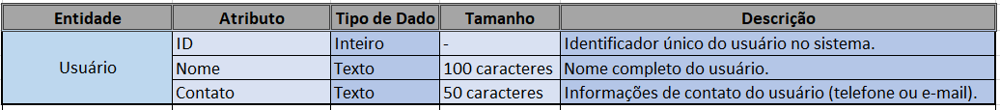 Entidade Atributo Tipo de Dado Tamanho Descrição
ID Inteiro - Identificador único do usuário no sistema.
Usuário Nome Texto 100 caracteres Nome completo do usuário.
Contato Texto 50 caracteres Informações de contato do usuário (telefone ou e-mail).